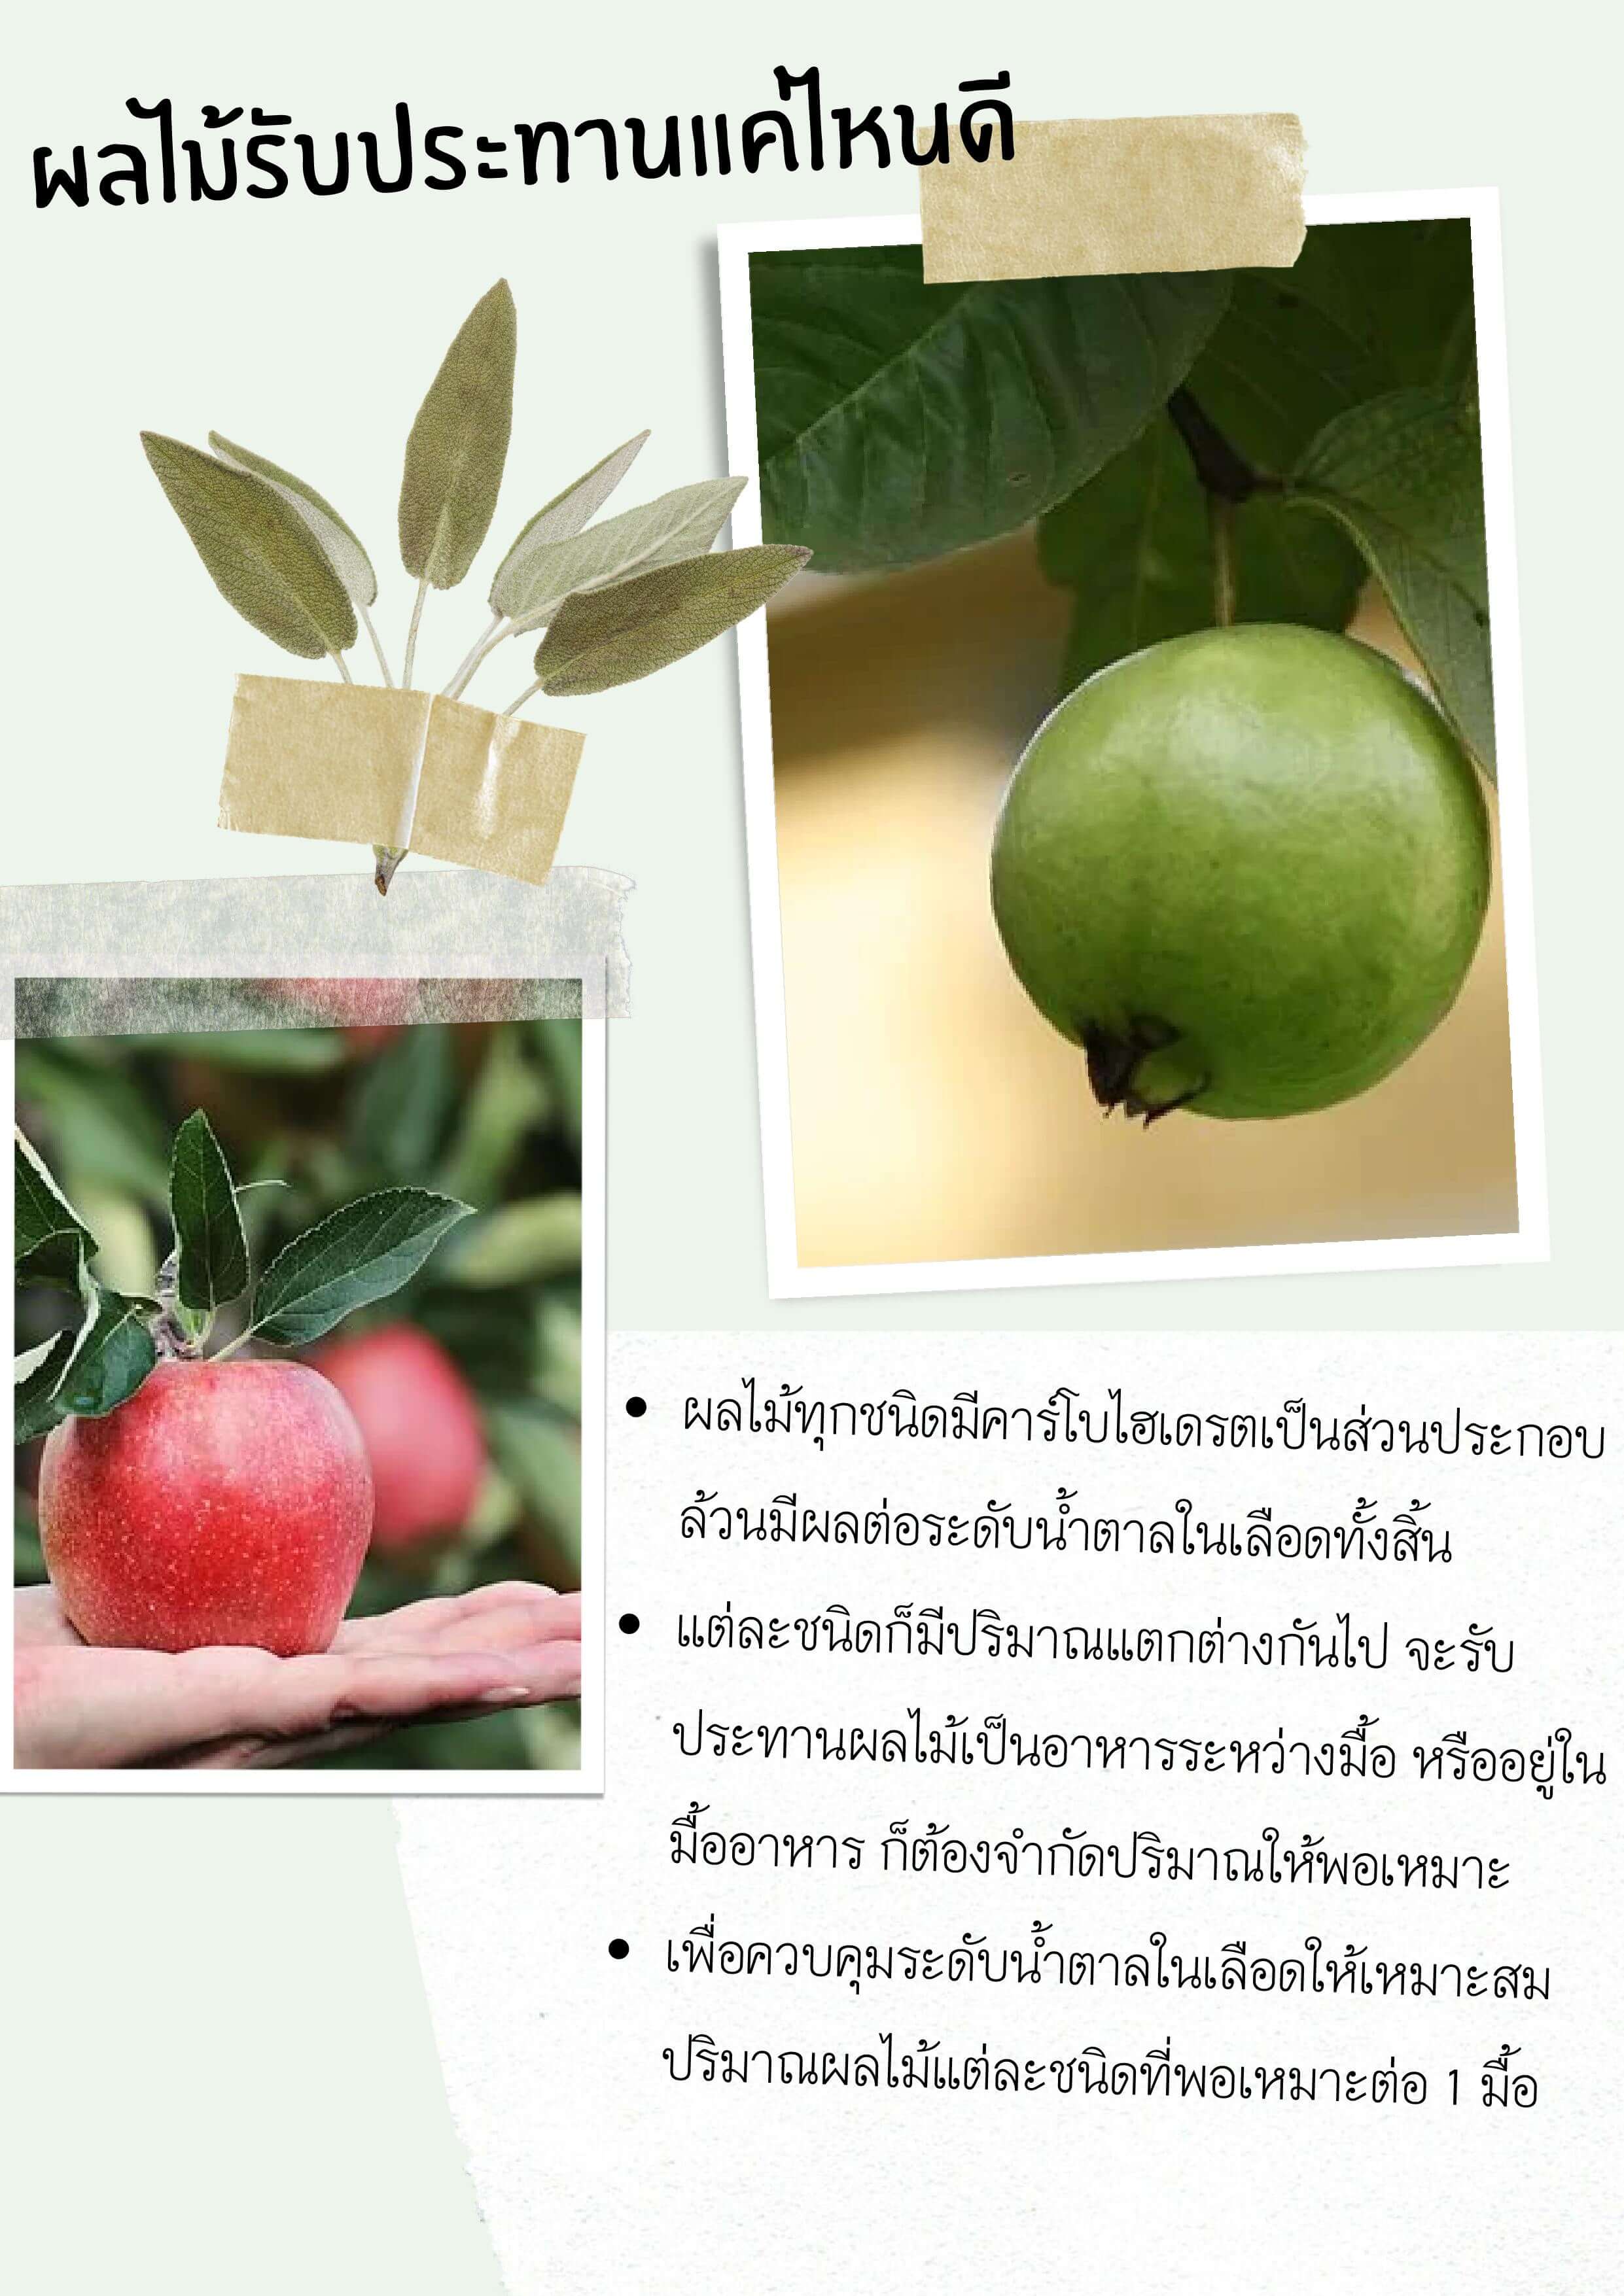 ผลไม้รับประทานแค่ไหนดี
• ผลไม้ทุกชนิดมีคาร์โบไฮเดรตเป็นส่วนประกอบ
ล้วนมีผลต่อระดับน้ำตาลในเลือดทั้งสิ้น
• แต่ละชนิดก็มีปริมาณแตกต่างกันไป จะรับ
ประทานผลไม้เป็นอาหารระหว่างมื้อ หรืออยู่ใน
มื้ออาหาร ก็ต้องจำกัดปริมาณให้พอเหมาะ
• เพื่อควบคุมระดับน้ำตาลในเลือดให้เหมาะสม
ปริมาณผลไม้แต่ละชนิดที่พอเหมาะต่อ 1 มื้อ